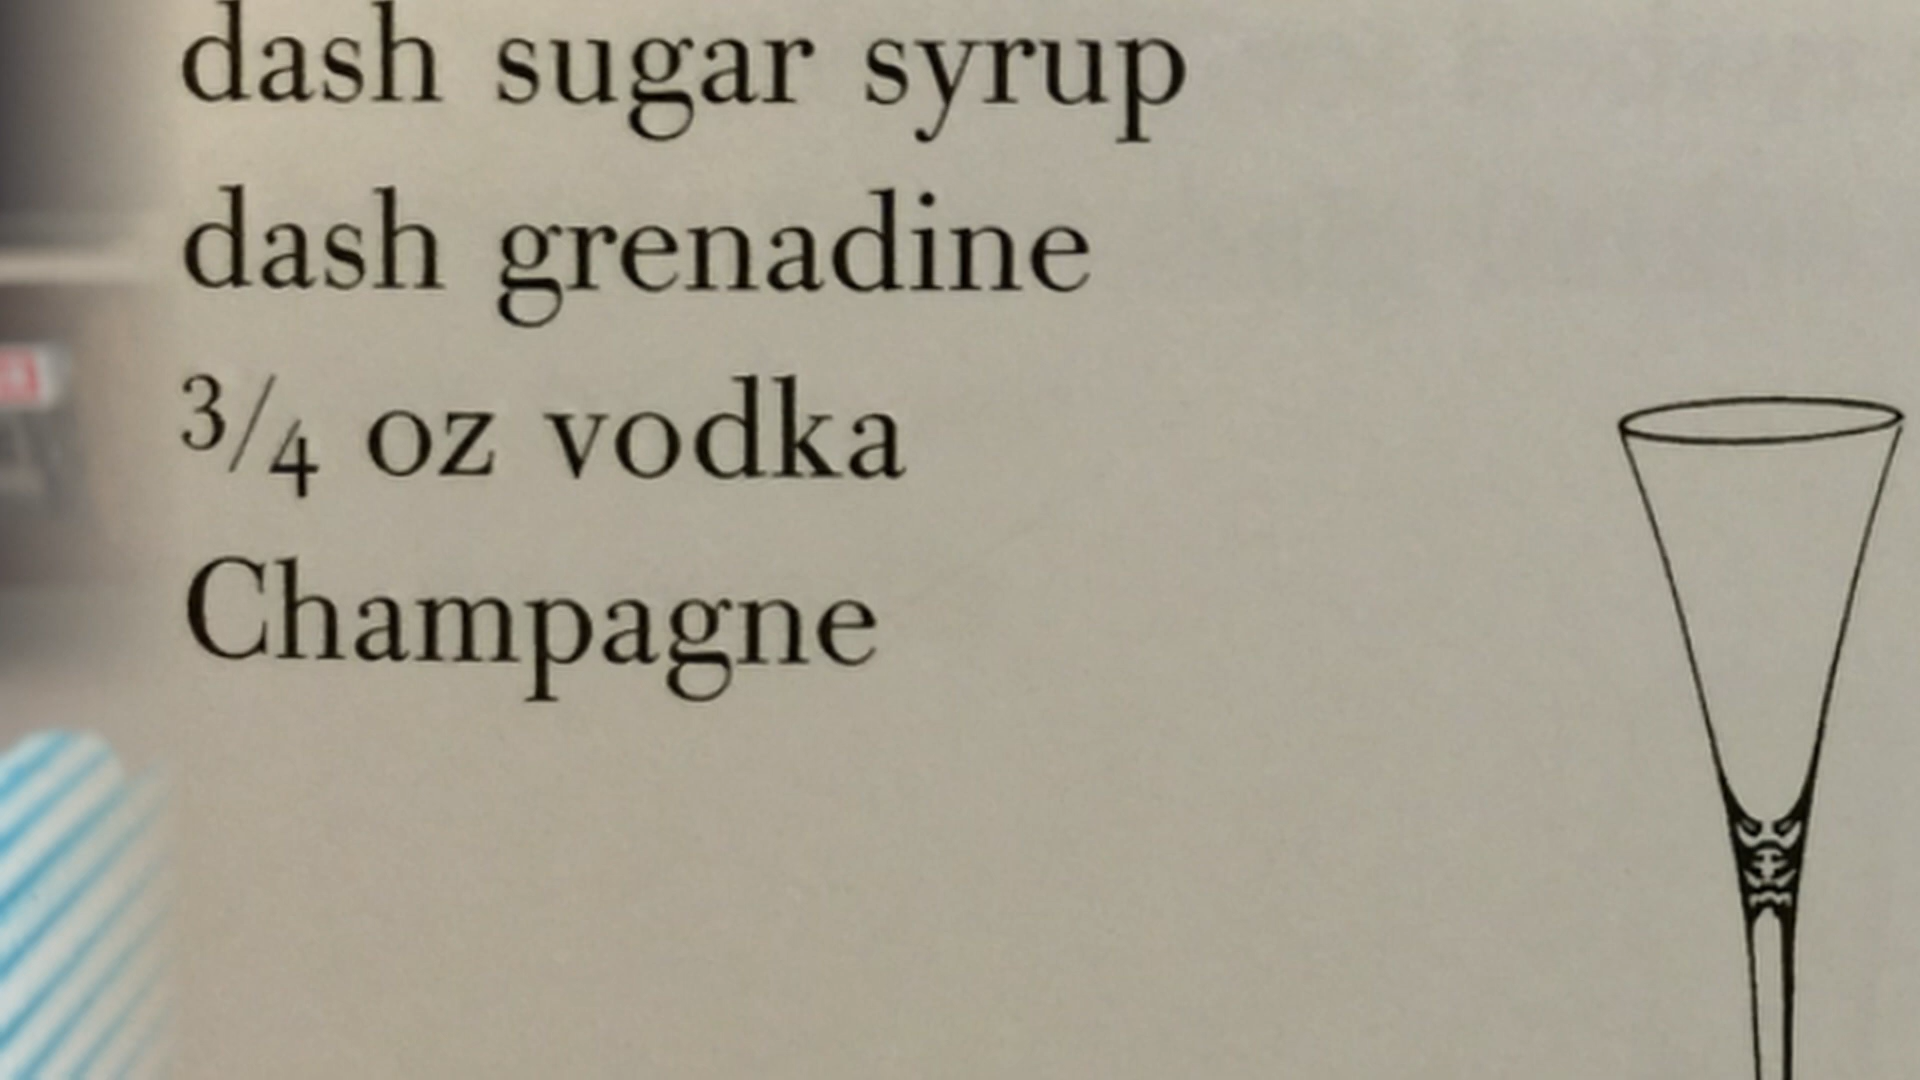 dash sugar syrup
dash grenadine
3/4 oz vodka
Champagne